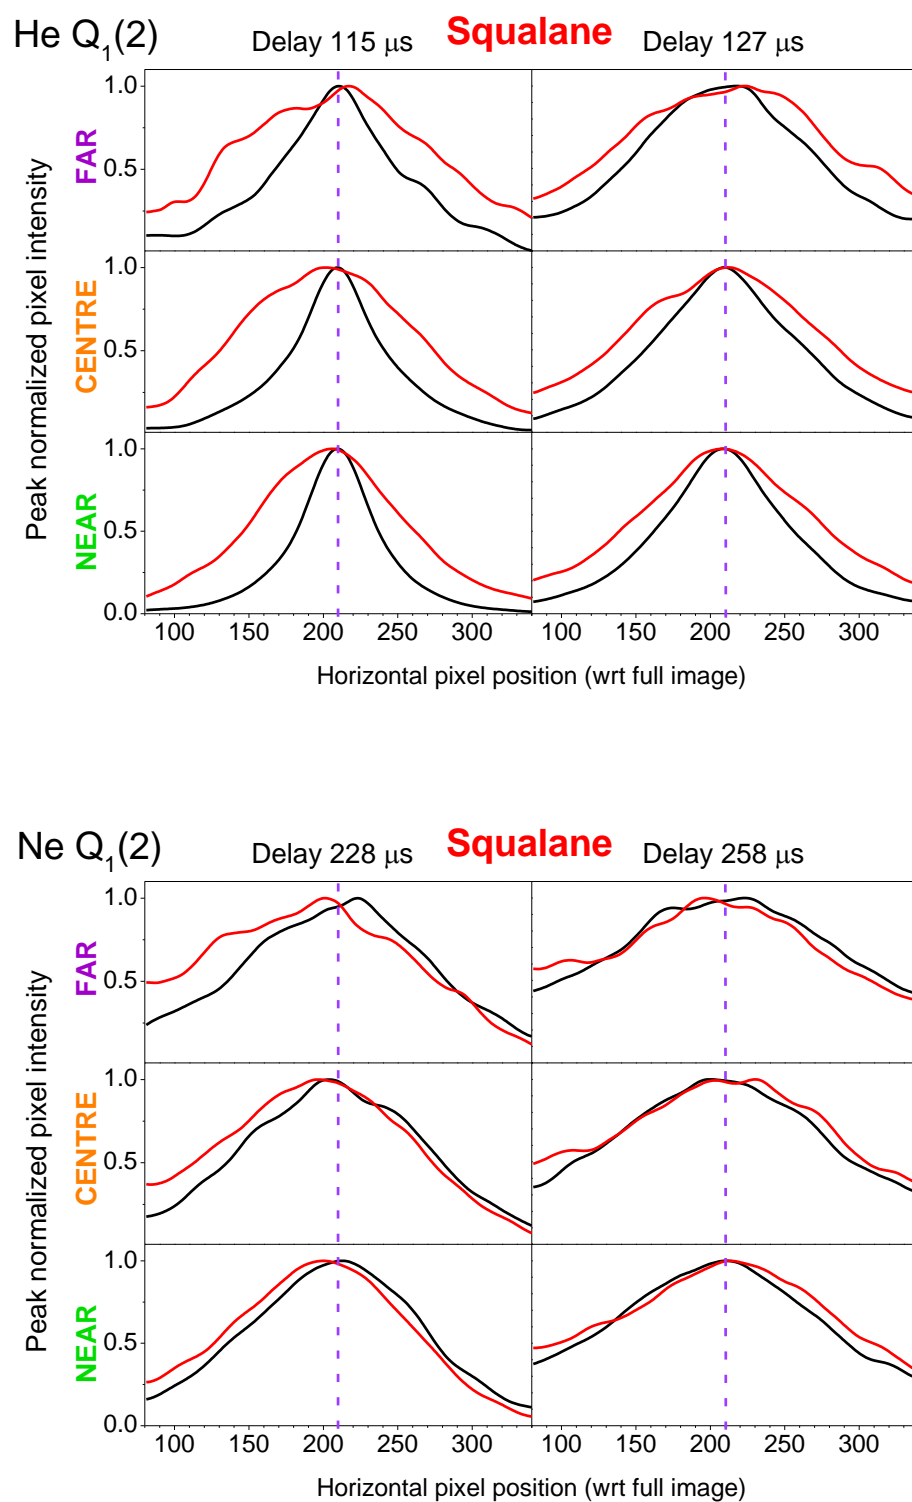 He Q1(2) Delay 115 μs Squalane Delay 127 μs
Peak normalized pixel intensity
FAR
1.0
0.5
CENTRE
1.0
0.5
NEAR
1.0
0.5
0.0
100 150 200 250 300 100 150 200 250 300
Horizontal pixel position (wrt full image)
Ne Q1(2) Delay 228 μs Squalane Delay 258 μs
Peak normalized pixel intensity
FAR
1.0
0.5
CENTRE
1.0
0.5
NEAR
1.0
0.5
0.0
100 150 200 250 300 100 150 200 250 300
Horizontal pixel position (wrt full image)